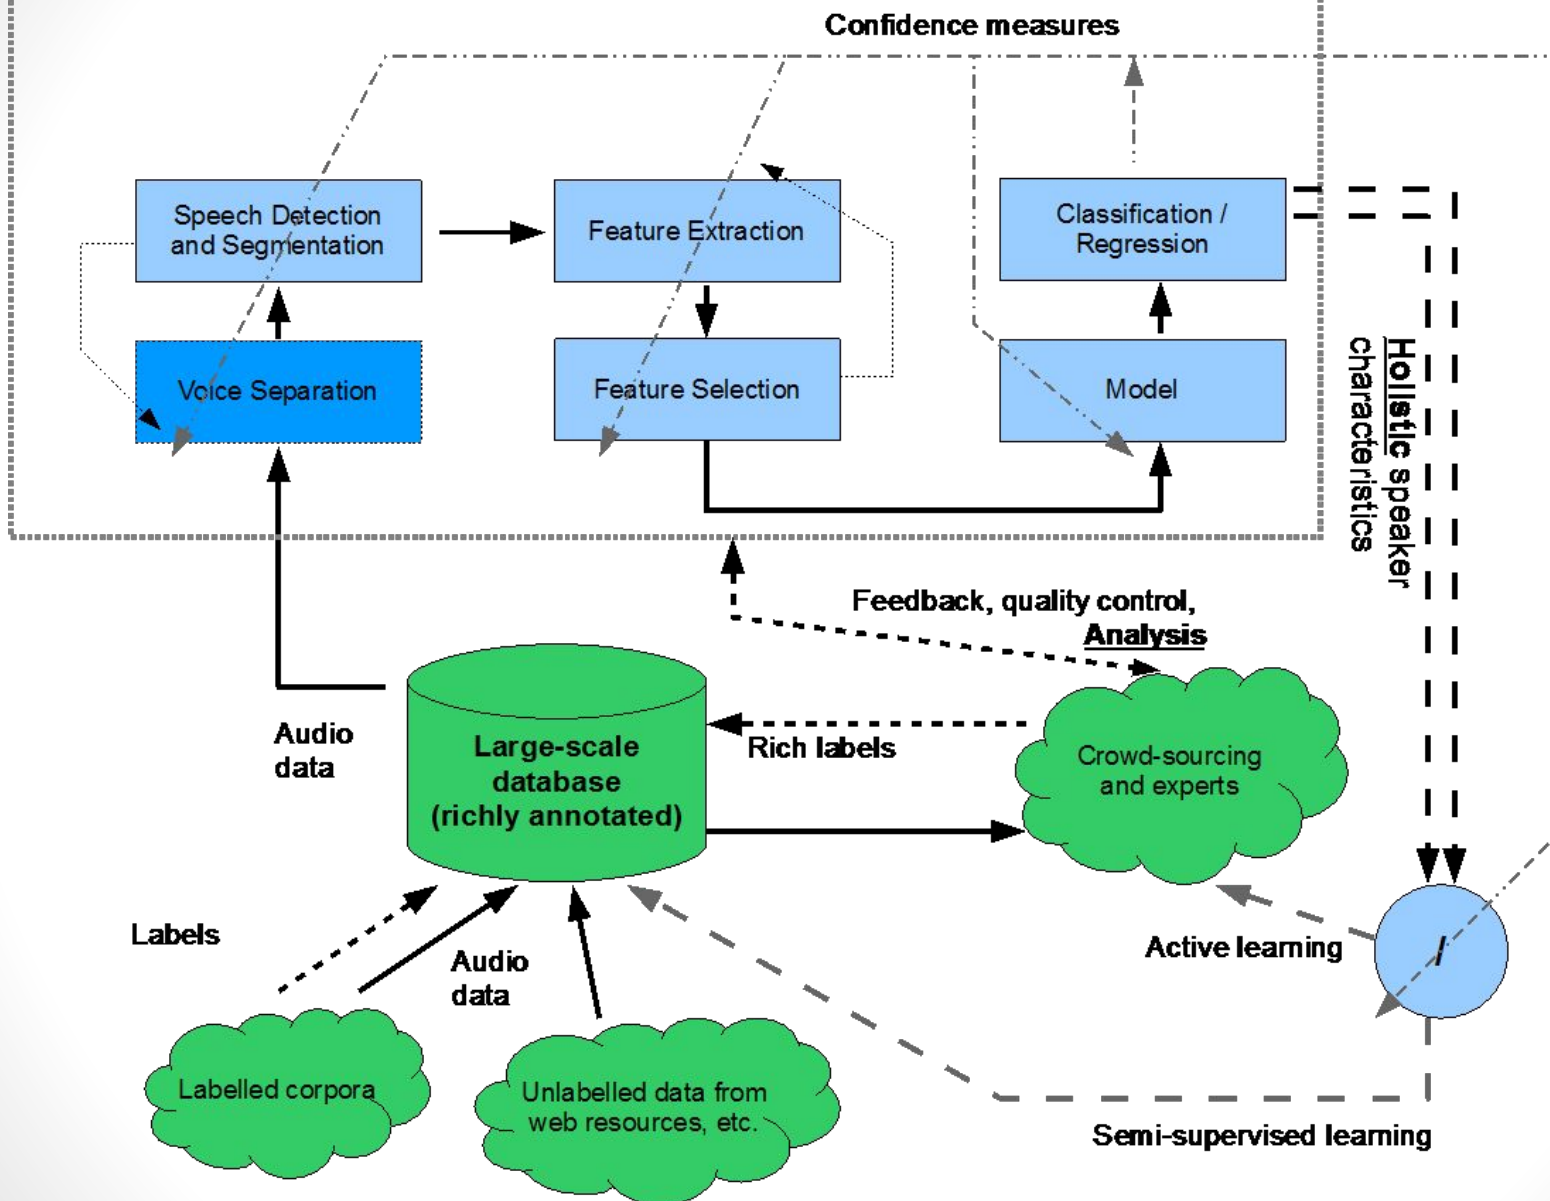 Confidence measures
Speech Detection
and Segmentation
Feature Extraction
Classification /
Regression
Voice Separation
Feature Selection
Model
Holistic speaker
characteristics
Feedback, quality control,
Analysis
Audio
data
Large-scale
database
(richly annotated)
Rich labels
Crowd-sourcing
and experts
Labels
Audio
data
Active learning
/
Labelled corpora
Unlabelled data from
web resources, etc.
Semi-supervised learning